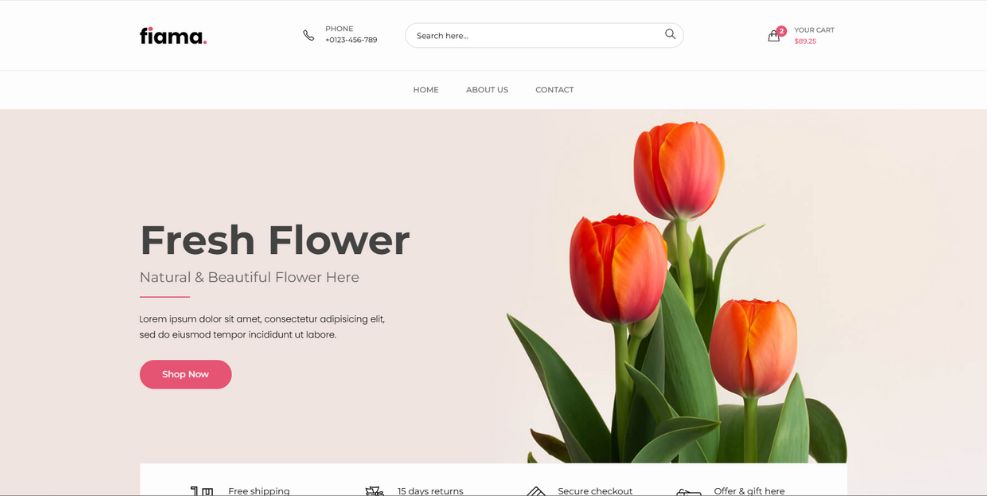 fiama.
PHONE
+0123-456-789
Search here...
2
YOUR CART
$89.25
HOME
ABOUT US
CONTACT
Fresh Flower
Natural & Beautiful Flower Here
Lorem ipsum dolor sit amet, consectetur adipisicing elit,
sed do eiusmod tempor incididunt ut labore.
Shop Now
Free shipping
15 days returns
Secure checkout
Offer & gift here